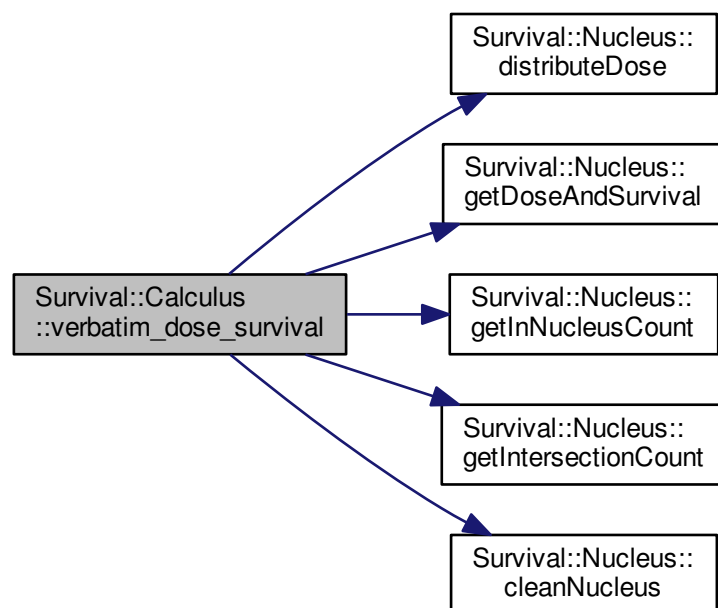 Survival::Nucleus::
distributeDose
Survival::Nucleus::
getDoseAndSurvival
Survival::Calculus
::verbatim_dose_survival
Survival::Nucleus::
getInNucleusCount
Survival::Nucleus::
getIntersectionCount
Survival::Nucleus::
cleanNucleus